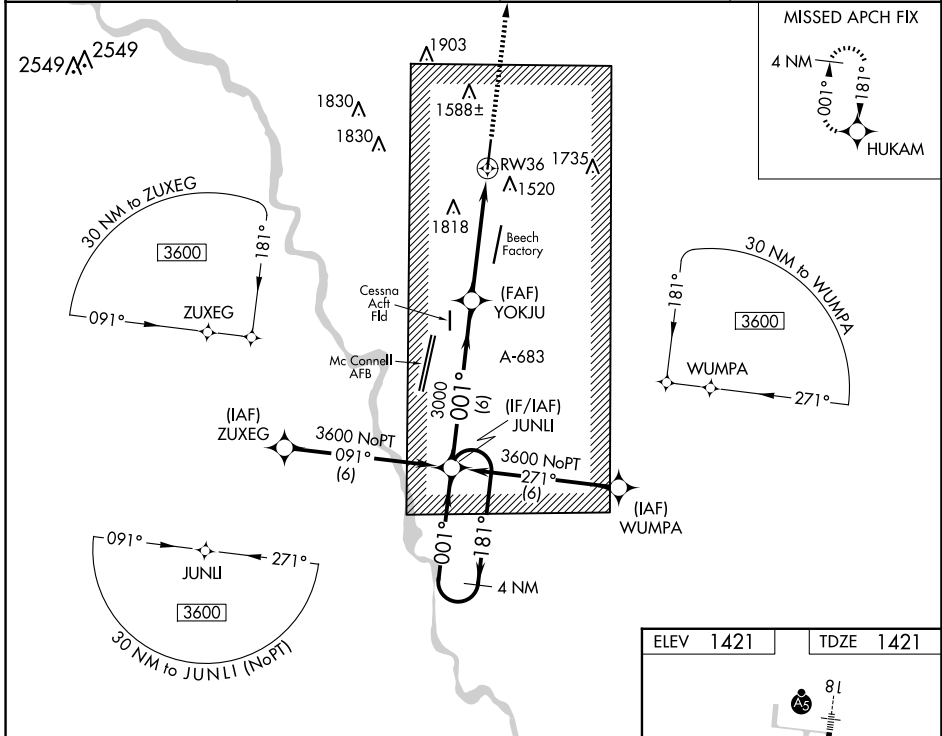 MISSED APCH FIX
4 NM
001°
181°
HUKAM
2549
2549
1903
1588±
1830
1830
RW36
1735
1520
1818
Beech
Factory
30 NM to ZUXEG
3600
181°
091°
ZUXEG
30 NM to WUMPA
3600
181°
WUMPA
271°
(FAF)
YOKJU
Cessna
Acft
Fld
Mc Connell
AFB
A-683
3000
001°
(6)
(IF/IAF)
JUNLI
(IAF)
ZUXEG
3600 NoPT
091°
(6)
3600 NoPT
271°
(6)
(IAF)
WUMPA
001°
181°
4 NM
091°
271°
JUNLI
3600
30 NM to JUNLI (NoPT)
ELEV 1421
TDZE 1421
18
A5